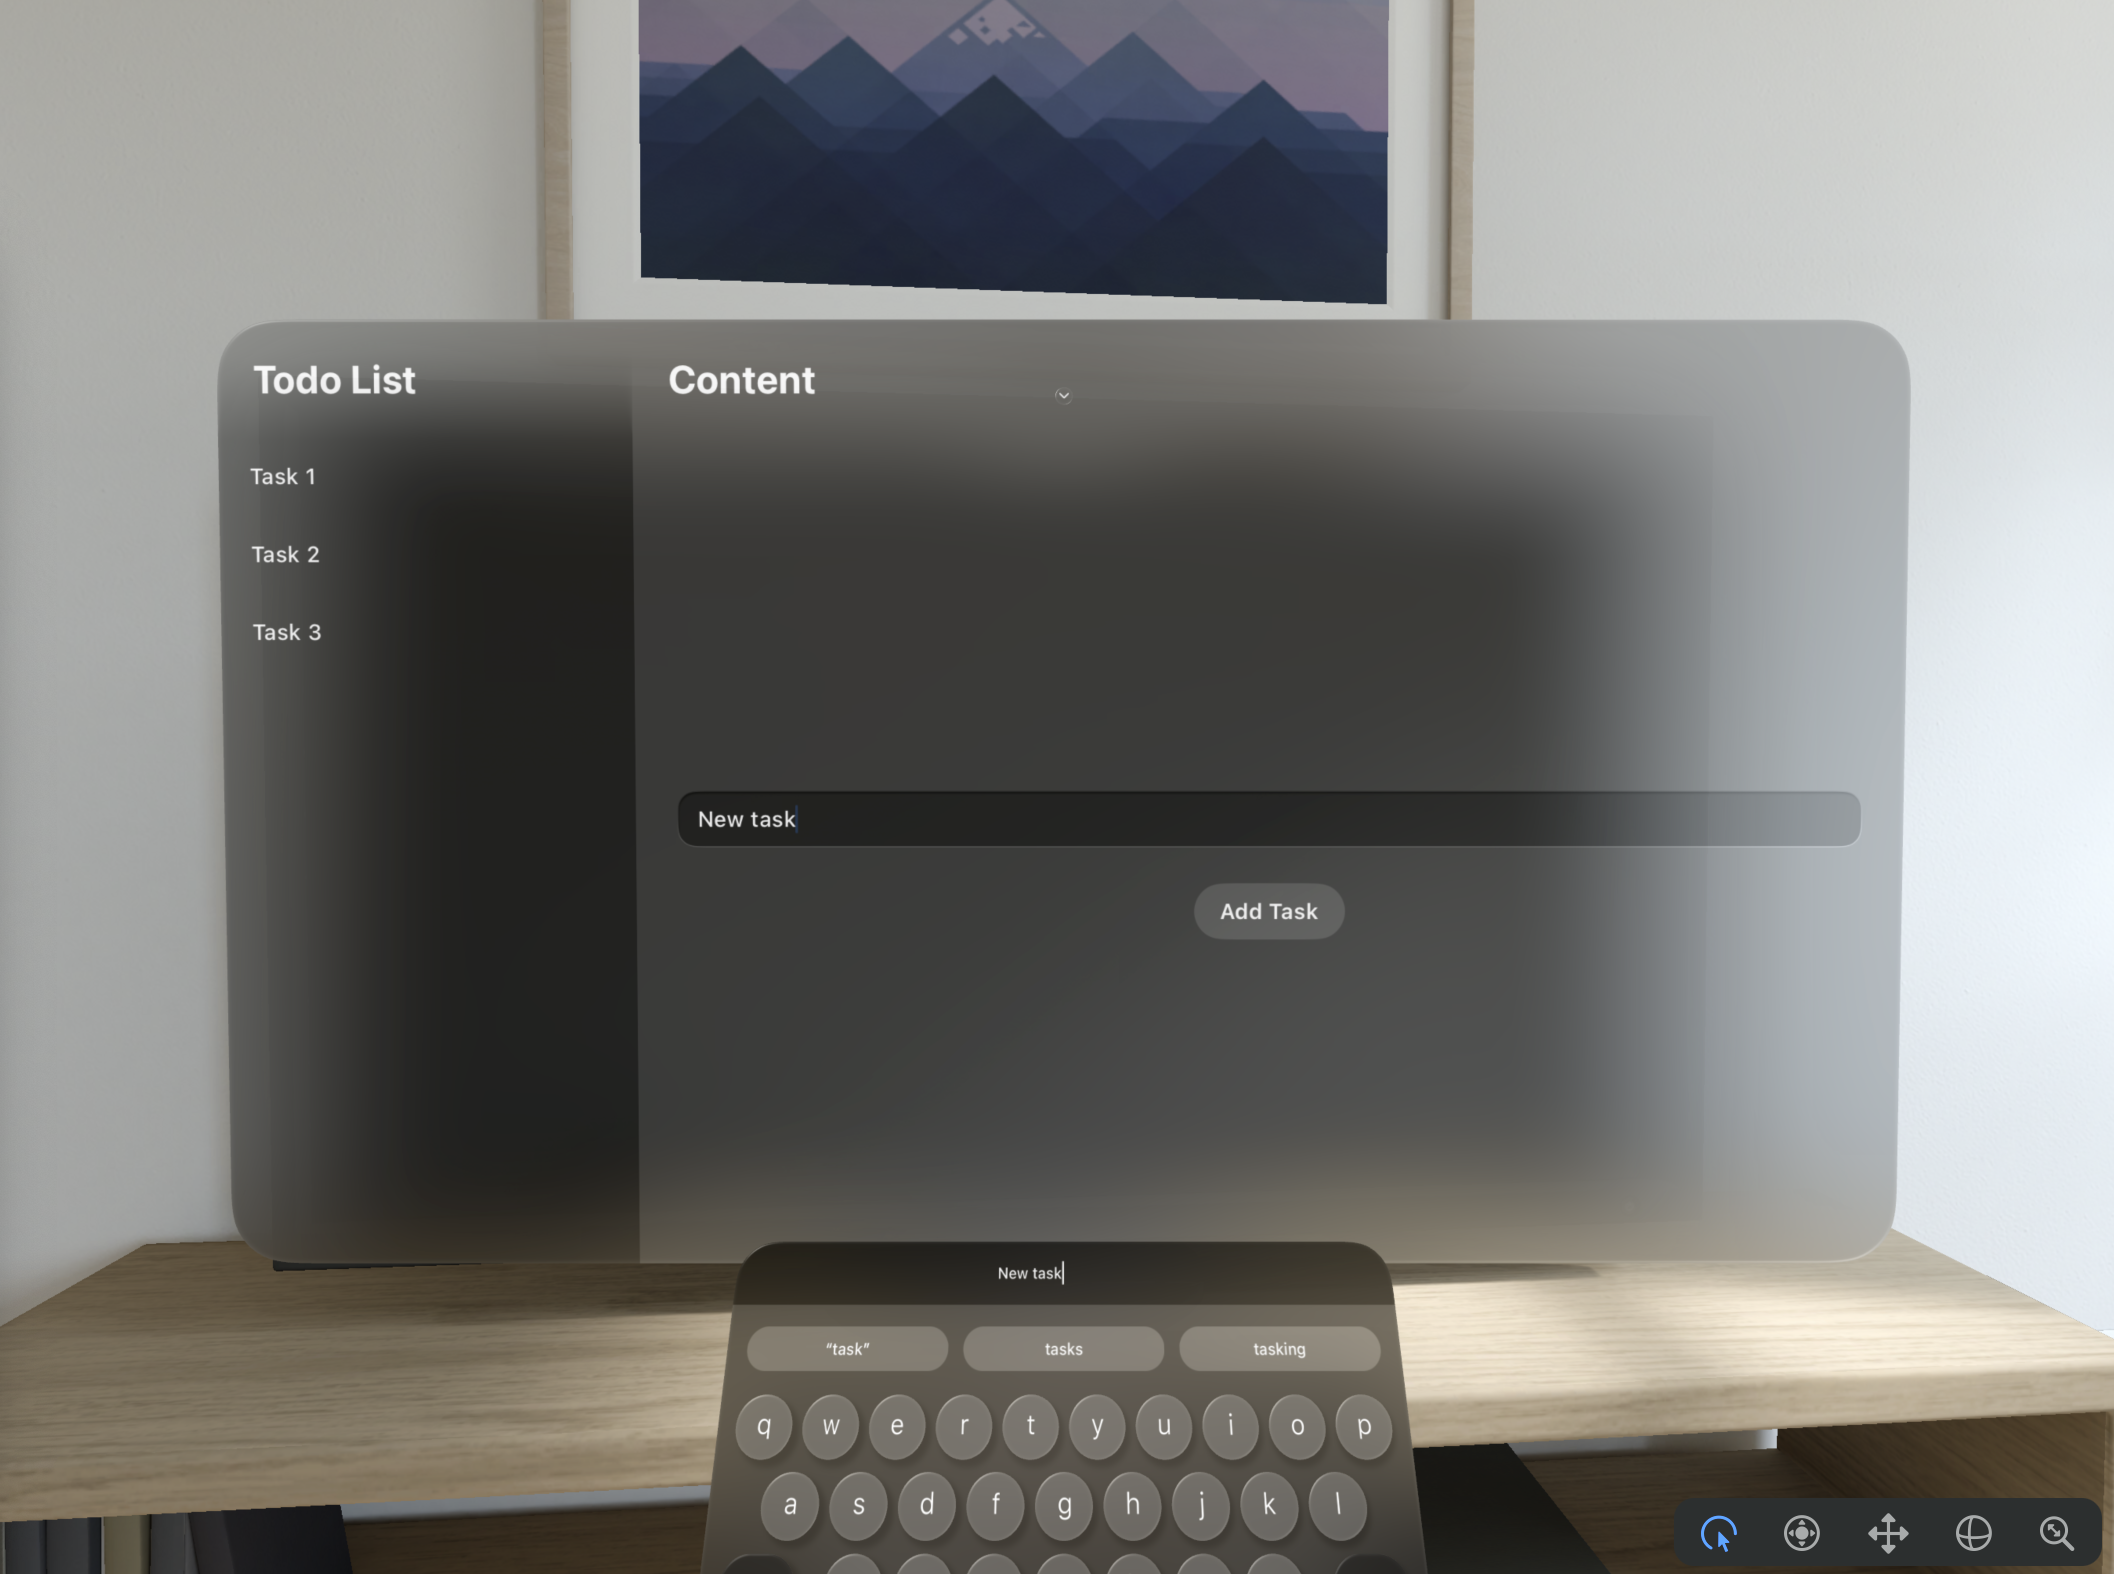 Todo List
Content
Task 1
Task 2
Task 3
New task
Add Task
New task
“task”
tasks
tasking
q w e r t y u i o p
a s d f g h j k l